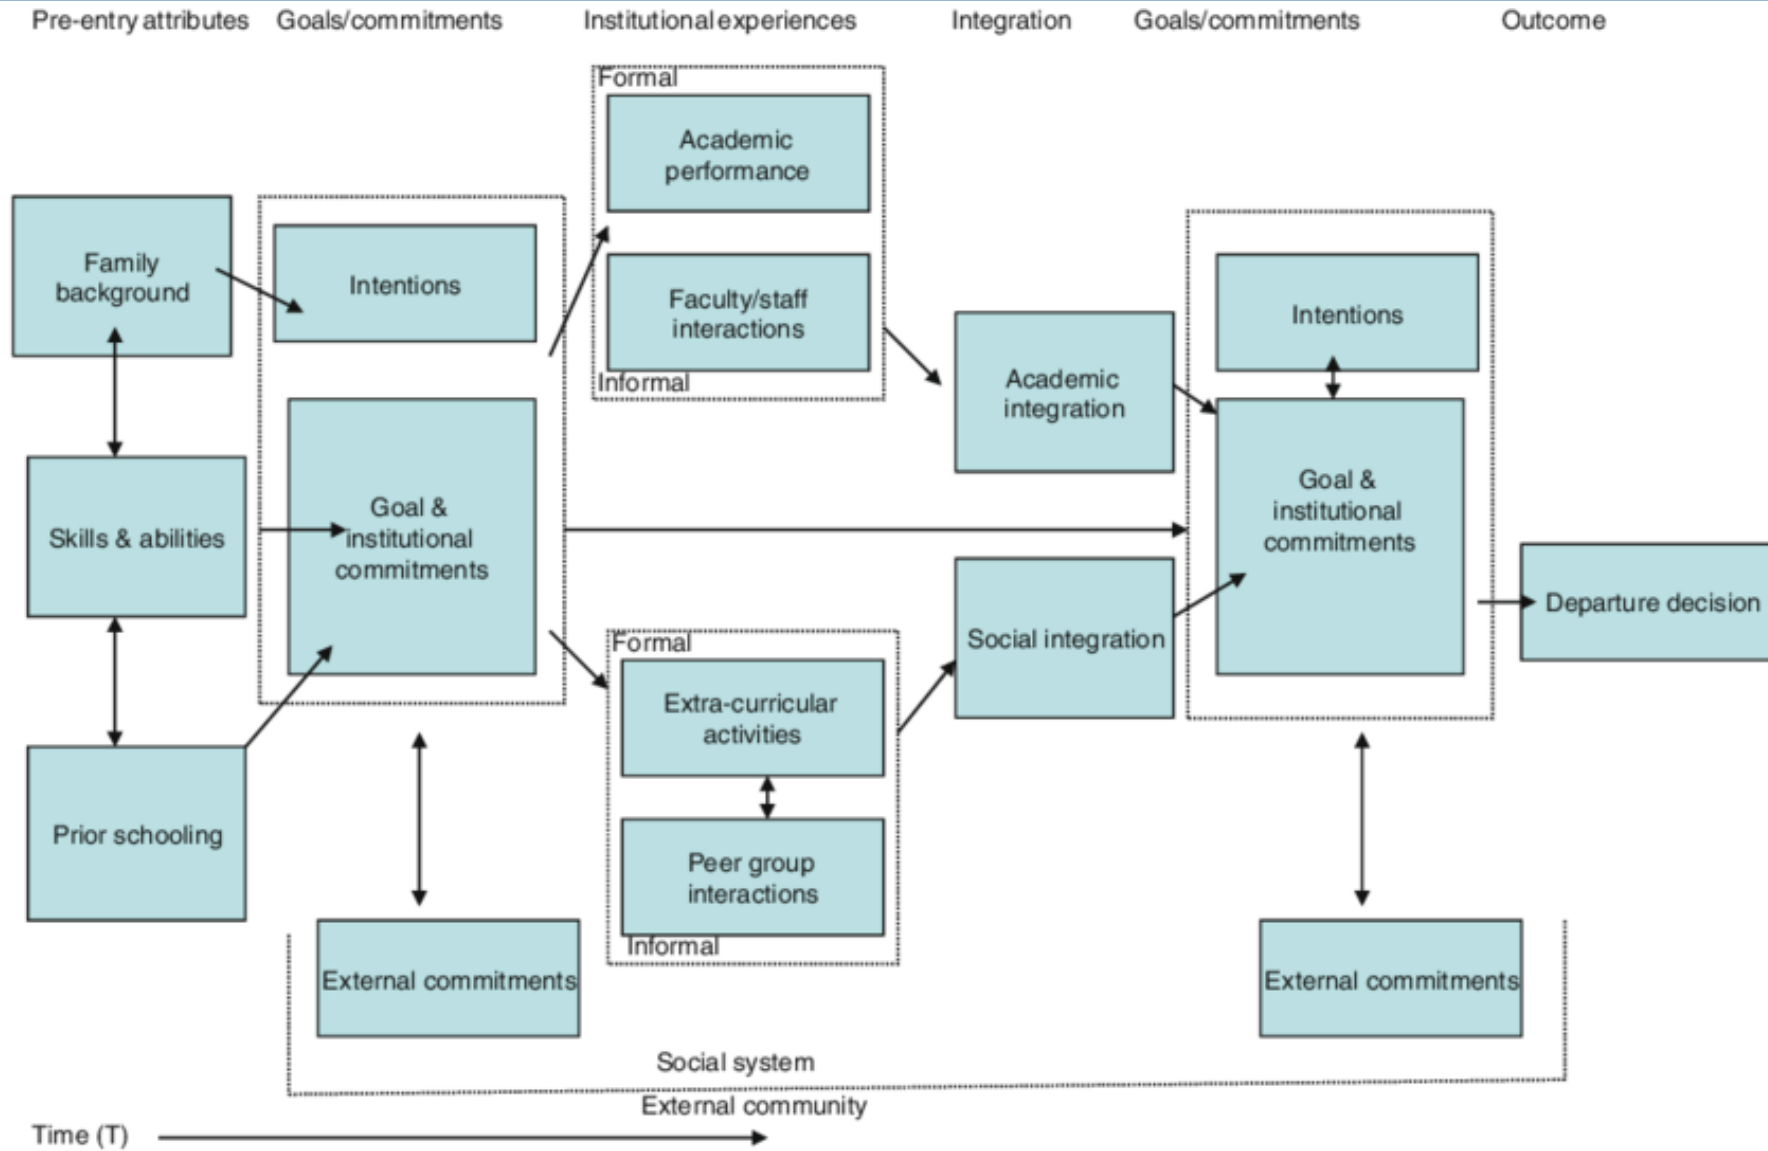 Pre-entry attributes
Goals/commitments
Institutional experiences
Integration
Goals/commitments
Outcome
Formal
Academic
performance
Faculty/staff
interactions
Informal
Family
background
Intentions
Skills & abilities
Goal &
institutional
commitments
Prior schooling
External commitments
Formal
Extra-curricular
activities
Peer group
interactions
Informal
Academic
integration
Social integration
Intentions
Goal &
institutional
commitments
Departure decision
External commitments
Social system
External community
Time (T)